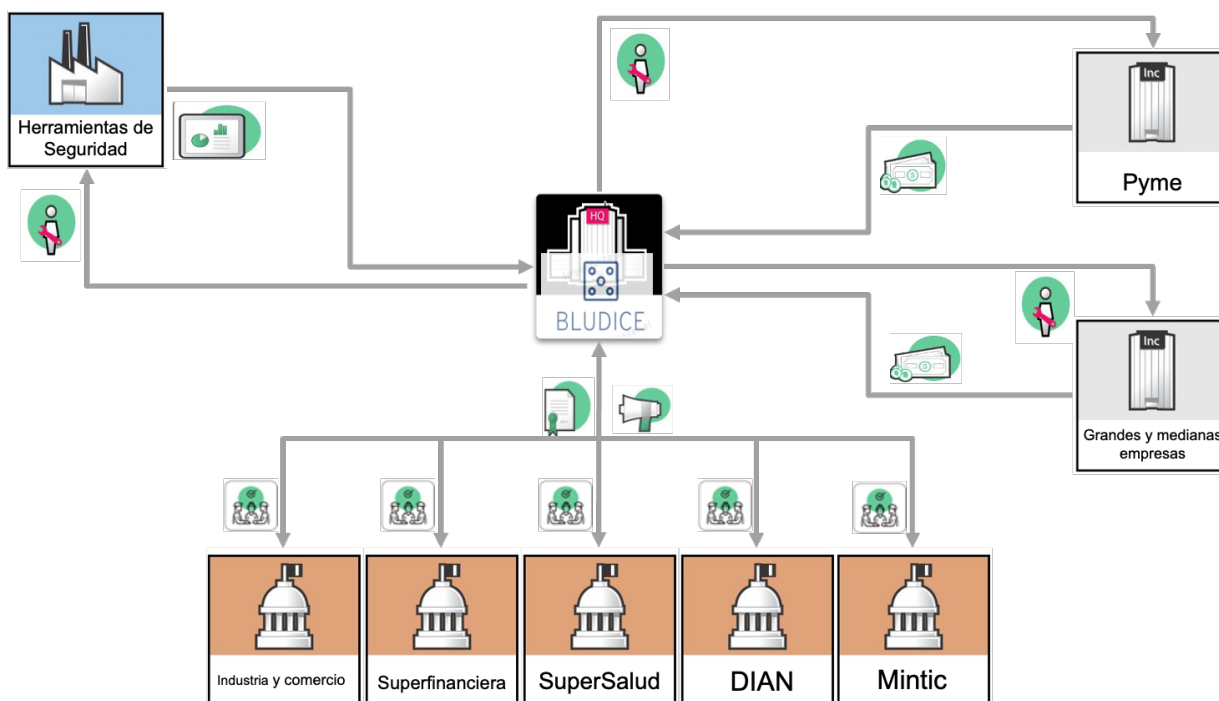 Herramientas de
Seguridad
Inc
Pyme
HQ
BLUDICE
Inc
Grandes y medianas
empresas
Industria y comercio
Superfinanciera
SuperSalud
DIAN
Mintic